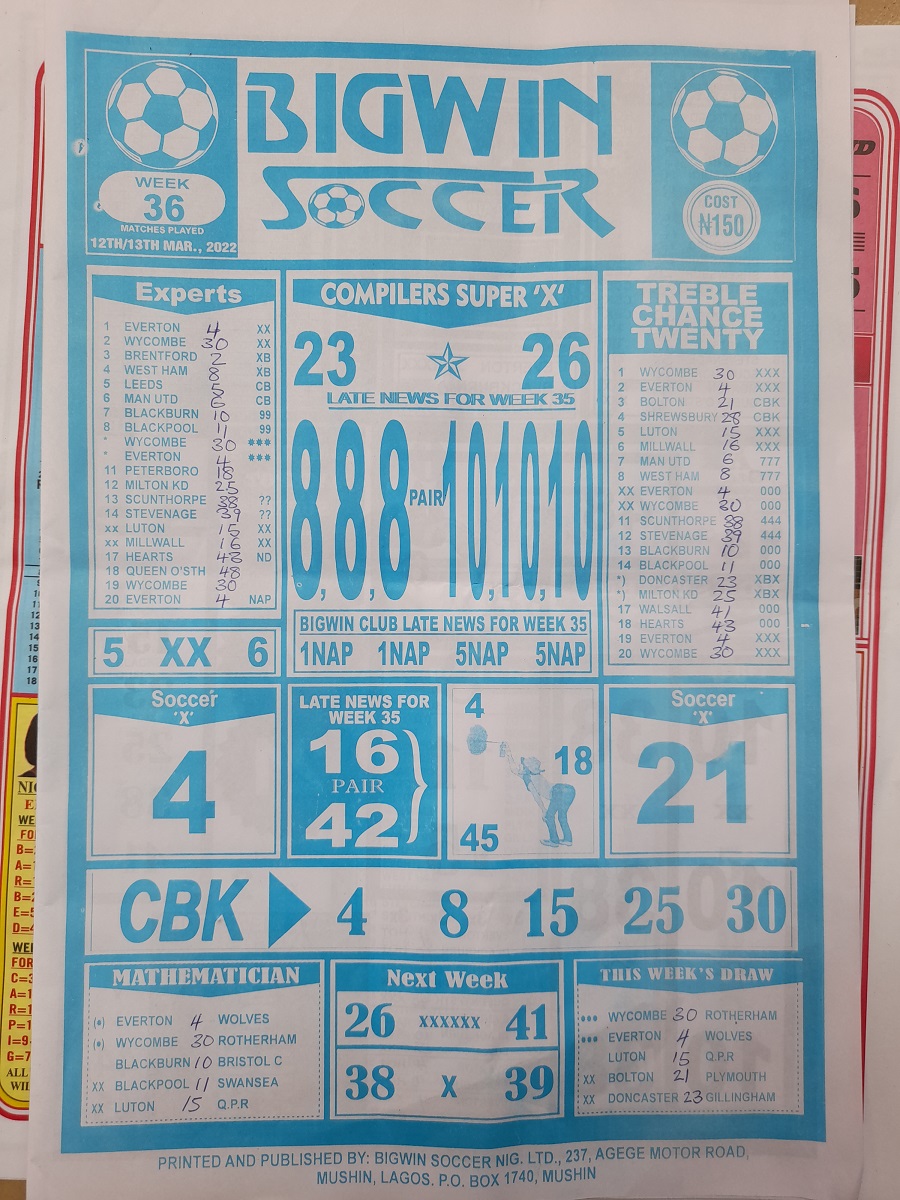 BIGWIN
SOCCER
WEEK
36
MATCHES PLAYED
12TH/13TH MAR., 2022
COST
₦150
Experts
1 EVERTON 4 XX
2 WYCOMBE 30 XX
3 BRENTFORD 2 XB
4 WEST HAM 8 XB
5 LEEDS 5 CB
6 MAN UTD 6 CB
7 BLACKBURN 10 99
8 BLACKPOOL 11 99
* WYCOMBE 30 ***
* EVERTON 4 ***
11 PETERBORO 18
12 MILTON KD 25
13 SCUNTHORPE 38 ??
14 STEVENAGE 39 ??
xx LUTON 15 XX
xx MILLWALL 16 XX
17 HEARTS 43 ND
18 QUEEN O'STH 48
19 WYCOMBE 30
20 EVERTON 4 NAP
5 XX 6
COMPILERS SUPER 'X'
23 26
LATE NEWS FOR WEEK 35
8,8,8 PAIR 10,10,10
BIGWIN CLUB LATE NEWS FOR WEEK 35
1NAP 1NAP 5NAP 5NAP
TREBLE
CHANCE
TWENTY
1 WYCOMBE 30 XXX
2 EVERTON 4 XXX
3 BOLTON 21 CBK
4 SHREWSBURY 28 CBK
5 LUTON 15 XXX
6 MILLWALL 16 XXX
7 MAN UTD 6 777
8 WEST HAM 8 777
XX EVERTON 4 000
XX WYCOMBE 30 000
11 SCUNTHORPE 38 444
12 STEVENAGE 39 444
13 BLACKBURN 10 000
14 BLACKPOOL 11 000
*) DONCASTER 23 XBX
*) MILTON KD 25 XBX
17 WALSALL 41 000
18 HEARTS 43 000
19 EVERTON 4 XXX
20 WYCOMBE 30 XXX
Soccer
'X'
4
LATE NEWS FOR
WEEK 35
16
PAIR
42
4
18
45
Soccer
'X'
21
CBK 4 8 15 25 30
MATHEMATICIAN
(•) EVERTON 4 WOLVES
(•) WYCOMBE 30 ROTHERHAM
BLACKBURN 10 BRISTOL C
XX BLACKPOOL 11 SWANSEA
XX LUTON 15 Q.P.R
Next Week
26 XXXXXX 41
38 X 39
THIS WEEK'S DRAW
••• WYCOMBE 30 ROTHERHAM
••• EVERTON 4 WOLVES
LUTON 15 Q.P.R
XX BOLTON 21 PLYMOUTH
XX DONCASTER 23 GILLINGHAM
PRINTED AND PUBLISHED BY: BIGWIN SOCCER NIG. LTD., 237, AGEGE MOTOR ROAD,
MUSHIN, LAGOS. P.O. BOX 1740, MUSHIN